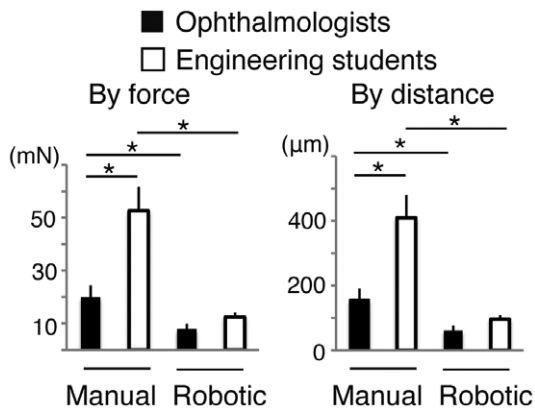 Ophthalmologists
Engineering students
By force
(mN)
50
30
10
* * *
Manual Robotic
By distance
(μm)
400
200
0
* * *
Manual Robotic